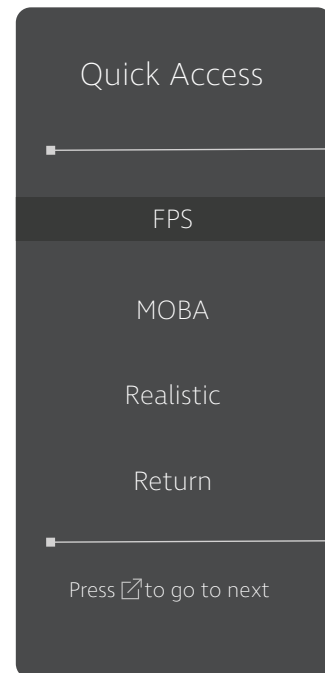 Quick Access
FPS
MOBA
Realistic
Return
Press to go to next